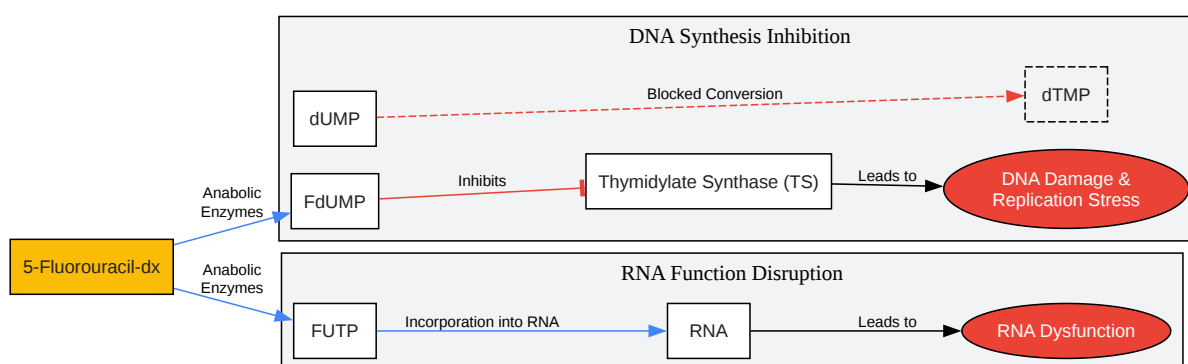 DNA Synthesis Inhibition
dUMP
Blocked Conversion
dTMP
Anabolic
Enzymes
FdUMP
Inhibits
Thymidylate Synthase (TS)
Leads to
DNA Damage &
Replication Stress
5-Fluorouracil-dx
RNA Function Disruption
Anabolic
Enzymes
FUTP
Incorporation into RNA
RNA
Leads to
RNA Dysfunction